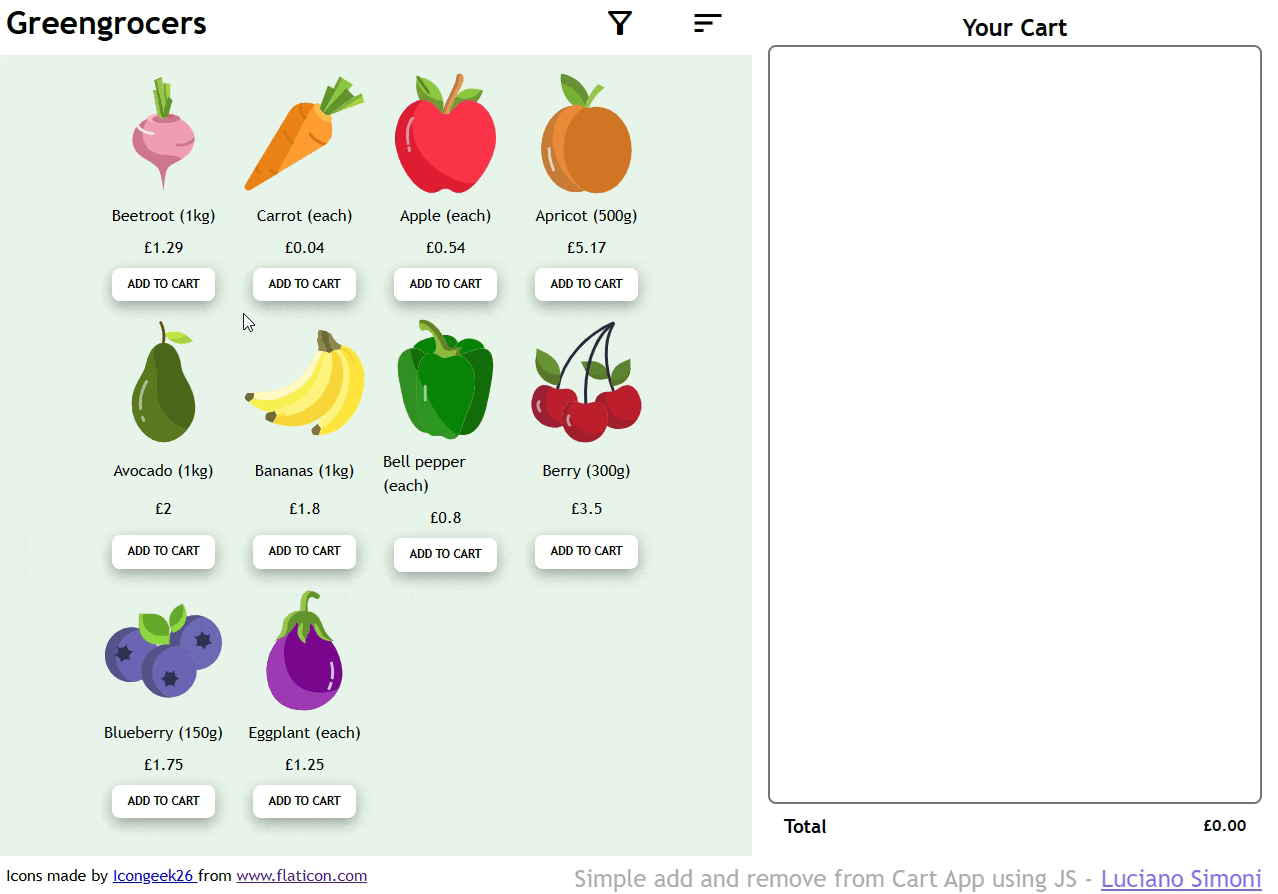 Greengrocers
Your Cart
Beetroot (1kg) Carrot (each) Apple (each) Apricot (500g)
£1.29 £0.04 £0.54 £5.17
ADD TO CART ADD TO CART ADD TO CART ADD TO CART
Avocado (1kg) Bananas (1kg) Bell pepper (each) Berry (300g)
£2 £1.8 £0.8 £3.5
ADD TO CART ADD TO CART ADD TO CART ADD TO CART
Blueberry (150g) Eggplant (each)
£1.75 £1.25
ADD TO CART ADD TO CART
Total £0.00
Icons made by Icongeek26 from www.flaticon.com
Simple add and remove from Cart App using JS - Luciano Simoni